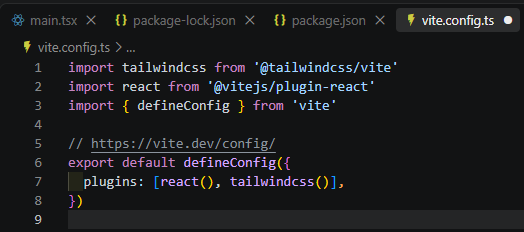 main.tsx {} package-lock.json {} package.json vite.config.ts
vite.config.ts > ...
1 import tailwindcss from '@tailwindcss/vite'
2 import react from '@vitejs/plugin-react'
3 import { defineConfig } from 'vite'
4
5 // https://vite.dev/config/
6 export default defineConfig({
7   plugins: [react(), tailwindcss()],
8 })
9